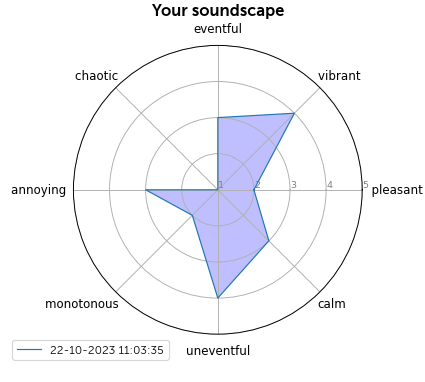 Your soundscape
eventful
chaotic
vibrant
annoying
1 2 3 4 5
pleasant
monotonous
calm
22-10-2023 11:03:35
uneventful